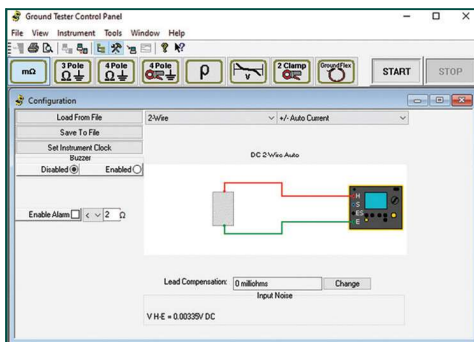 Ground Tester Control Panel
File View Instrument Tools Window Help
mΩ
3 Pole
Ω
4 Pole
Ω
4 Pole
ρ
V
2 Clamp
GroundFlex
START
STOP
Configuration
Load From File
2-Wire
+/- Auto Current
Save To File
Set Instrument Clock
Buzzer
DC 2-Wire Auto
Disabled Enabled
Enable Alarm < 2 Ω
H
S
ES
E
Lead Compensation: 0 milliohms Change
Input Noise
V H-E = 0.00335V DC